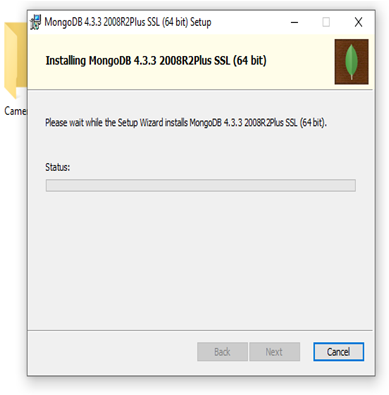 MongoDB 4.3.3 2008R2Plus SSL (64 bit) Setup
Installing MongoDB 4.3.3 2008R2Plus SSL (64 bit)
Please wait while the Setup Wizard installs MongoDB 4.3.3 2008R2Plus SSL (64 bit).
Status:
Back Next Cancel